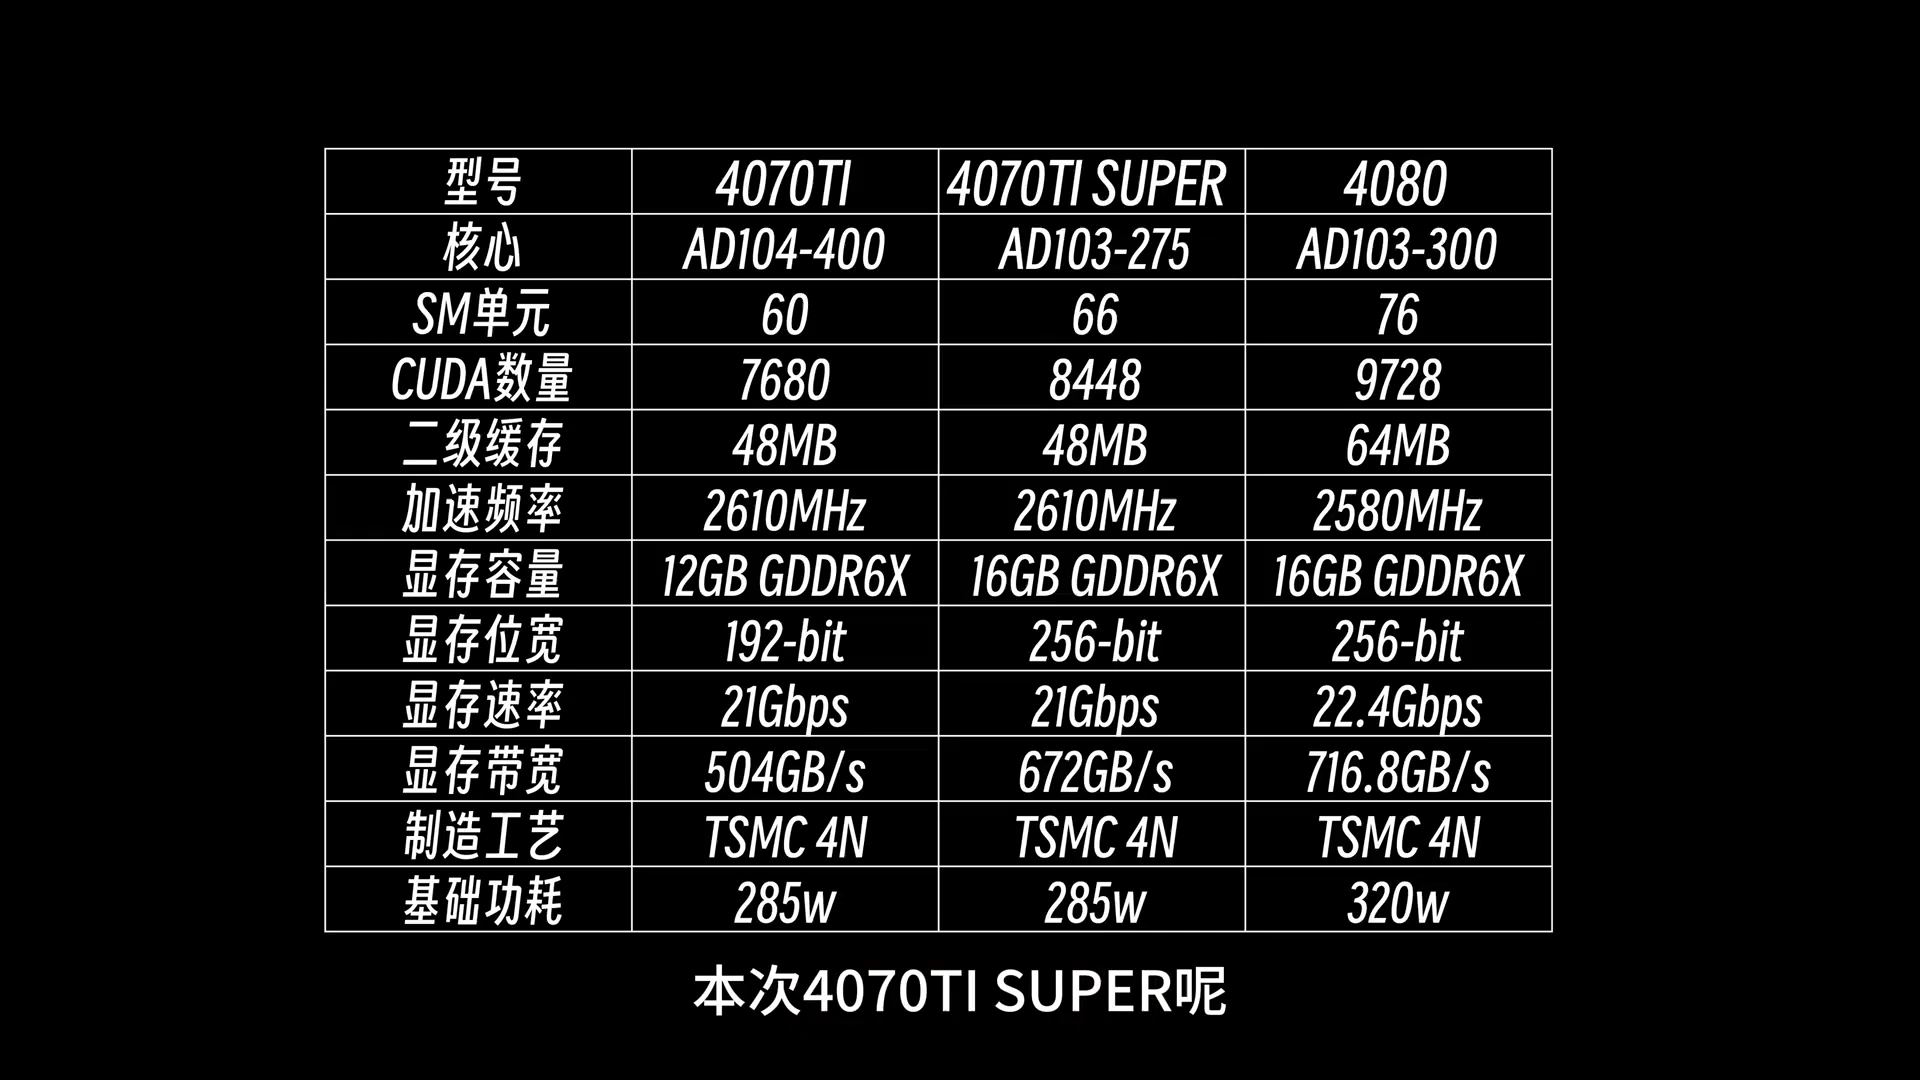 型号 4070TI 4070TI SUPER 4080
核心 AD104-400 AD103-275 AD103-300
SM单元 60 66 76
CUDA数量 7680 8448 9728
二级缓存 48MB 48MB 64MB
加速频率 2610MHz 2610MHz 2580MHz
显存容量 12GB GDDR6X 16GB GDDR6X 16GB GDDR6X
显存位宽 192-bit 256-bit 256-bit
显存速率 21Gbps 21Gbps 22.4Gbps
显存带宽 504GB/s 672GB/s 716.8GB/s
制造工艺 TSMC 4N TSMC 4N TSMC 4N
基础功耗 285w 285w 320w
本次4070TI SUPER呢